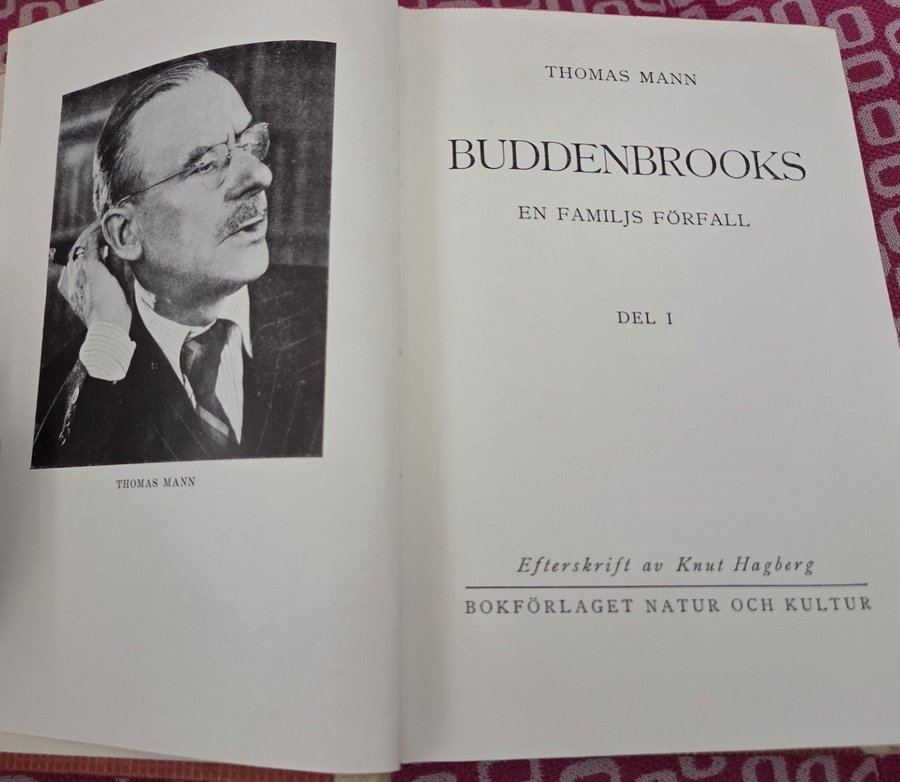 THOMAS MANN
THOMAS MANN
BUDDENBROOKS
EN FAMILJS FÖRFALL
DEL I
Efterskrift av Knut Hagberg
BOKFÖRLAGET NATUR OCH KULTUR